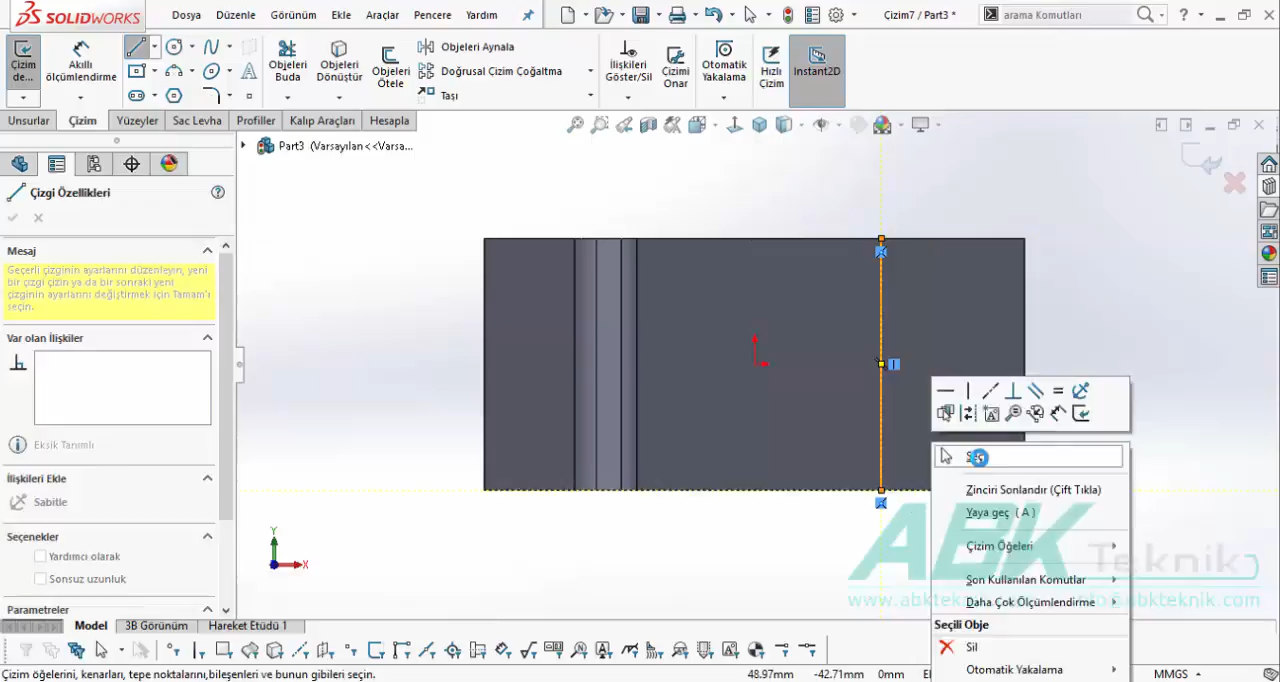 SOLIDWORKS
Dosya Düzenle Görünüm Ekle Araçlar Pencere Yardım
Çizim7 / Part3 *
arama Komutları
Çizim de...
Akıllı ölçümlendirme
Objeleri Buda
Objeleri Dönüştür
Objeleri Ötele
Objeleri Aynala
Doğrusal Çizim Çoğaltma
Taşı
İlişkileri Göster/Sil
Çizimi Onar
Otomatik Yakalama
Hızlı Çizim
Instant2D
Unsurlar Çizim Yüzeyler Sac Levha Profiller Kalıp Araçları Hesapla
Part3 (Varsayılan<<Varsa...
Çizgi Özellikleri
Mesaj
Geçerli çizginin ayarlarını düzenleyin, yeni
bir çizgi çizin ya da bir sonraki yeni
çizginin ayarlarını değiştirmek için Tamam'ı
seçin.
Var olan İlişkiler
Eksik Tanımlı
İlişkileri Ekle
Sabitle
Seçenekler
Yardımcı olarak
Sonsuz uzunluk
Parametreler
Y
X
Zinciri Sonlandır (Çift Tıkla)
Yaya geç (A)
Çizim Öğeleri
Son Kullanılan Komutlar
Daha Çok Ölçümlendirme
Seçili Obje
Sil
Otomatik Yakalama
ABK Teknik
Model 3B Görünüm Hareket Etüdü 1
Çizim öğelerini, kenarları, tepe noktalarını,bileşenleri ve bunun gibileri seçin.
48.97mm -42.71mm 0mm
MMGS